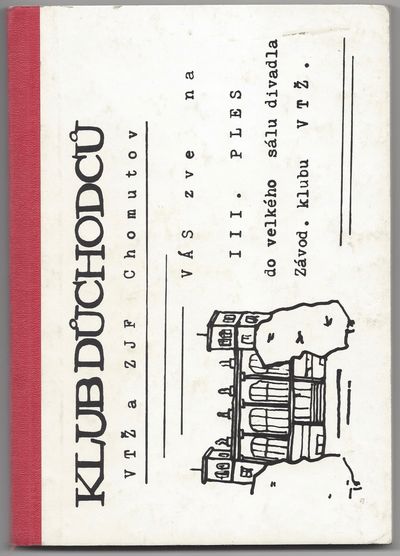 KLUB DŮCHODCŮ
VTŽ a ZJF Chomutov
VÁS zve na
III. PLES
do velkého sálu divadla
Závod. klubu VTŽ.